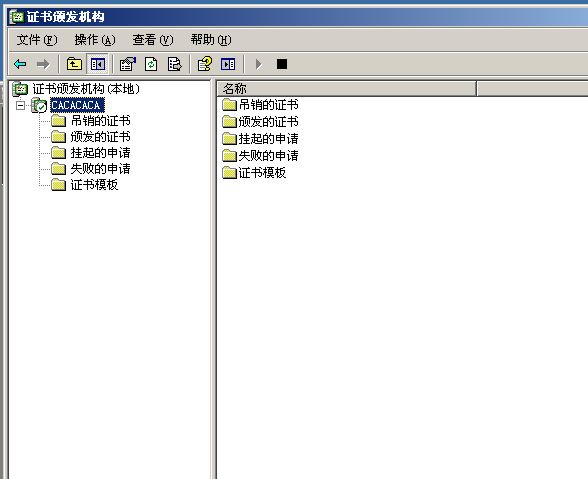 证书颁发机构
文件(F) 操作(A) 查看(V) 帮助(H)
证书颁发机构(本地)
CACACACA
吊销的证书
颁发的证书
挂起的申请
失败的申请
证书模板
名称
吊销的证书
颁发的证书
挂起的申请
失败的申请
证书模板